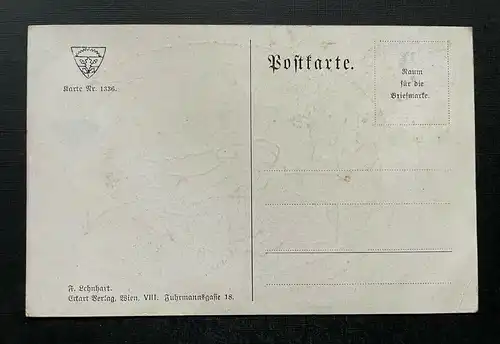 Karte Nr. 1336.
Postkarte.
Raum
für die
Briefmarke.
F. Lehnhart.
Eckart Verlag, Wien, VIII. Fuhrmannsgasse 18.